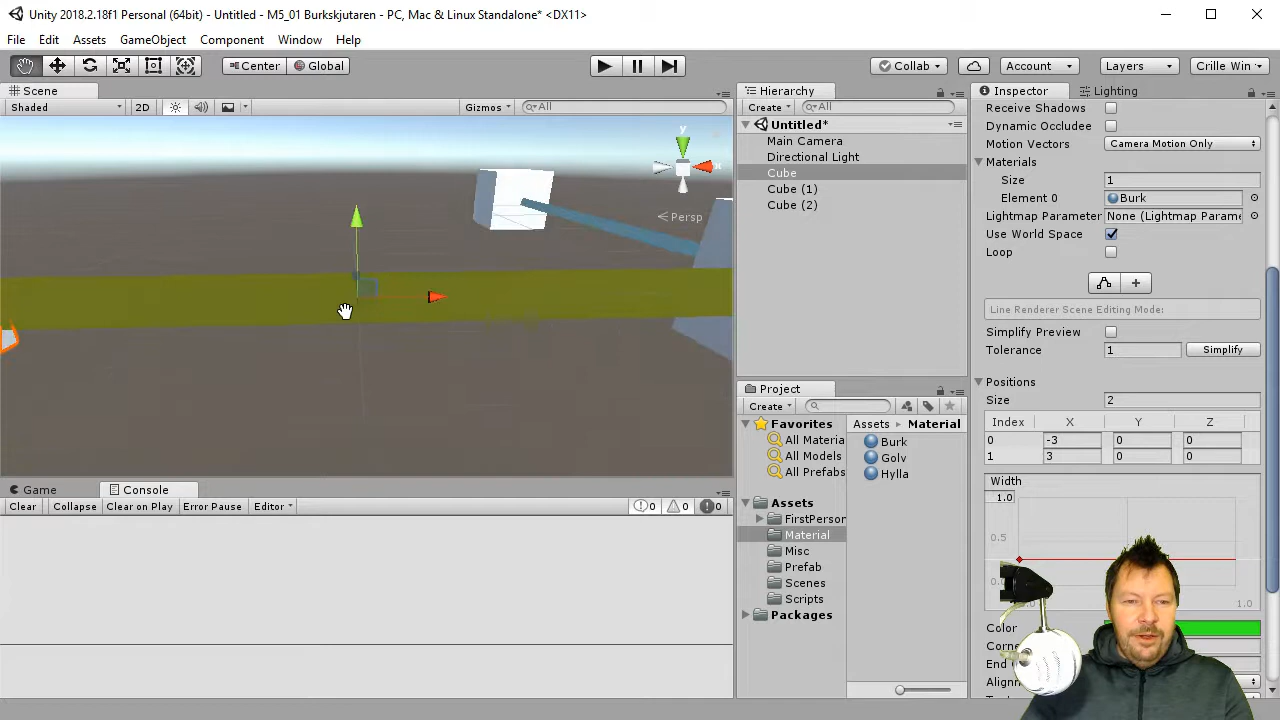 Unity 2018.2.18f1 Personal (64bit) - Untitled - M5_01 Burkskjutaren - PC, Mac & Linux Standalone* <DX11>
File Edit Assets GameObject Component Window Help
Center Global Collab Account Layers Crille Win
Scene
Shaded 2D Gizmos All
y
x
Persp
Hierarchy
Create All
Untitled*
Main Camera
Directional Light
Cube
Cube (1)
Cube (2)
Project
Create
Favorites
All Materia
All Models
All Prefabs
Assets
FirstPerson
Material
Misc
Prefab
Scenes
Scripts
Packages
Assets Material
Burk
Golv
Hylla
Game Console
Clear Collapse Clear on Play Error Pause Editor 0 0 0
Inspector Lighting
Receive Shadows
Dynamic Occludee
Motion Vectors Camera Motion Only
Materials
Size 1
Element 0 Burk
Lightmap Parameter None (Lightmap Parame
Use World Space
Loop
Line Renderer Scene Editing Mode:
Simplify Preview
Tolerance 1 Simplify
Positions
Size 2
Index X Y Z
0 -3 0 0
1 3 0 0
Width
1.0
0.5
1.0
Color